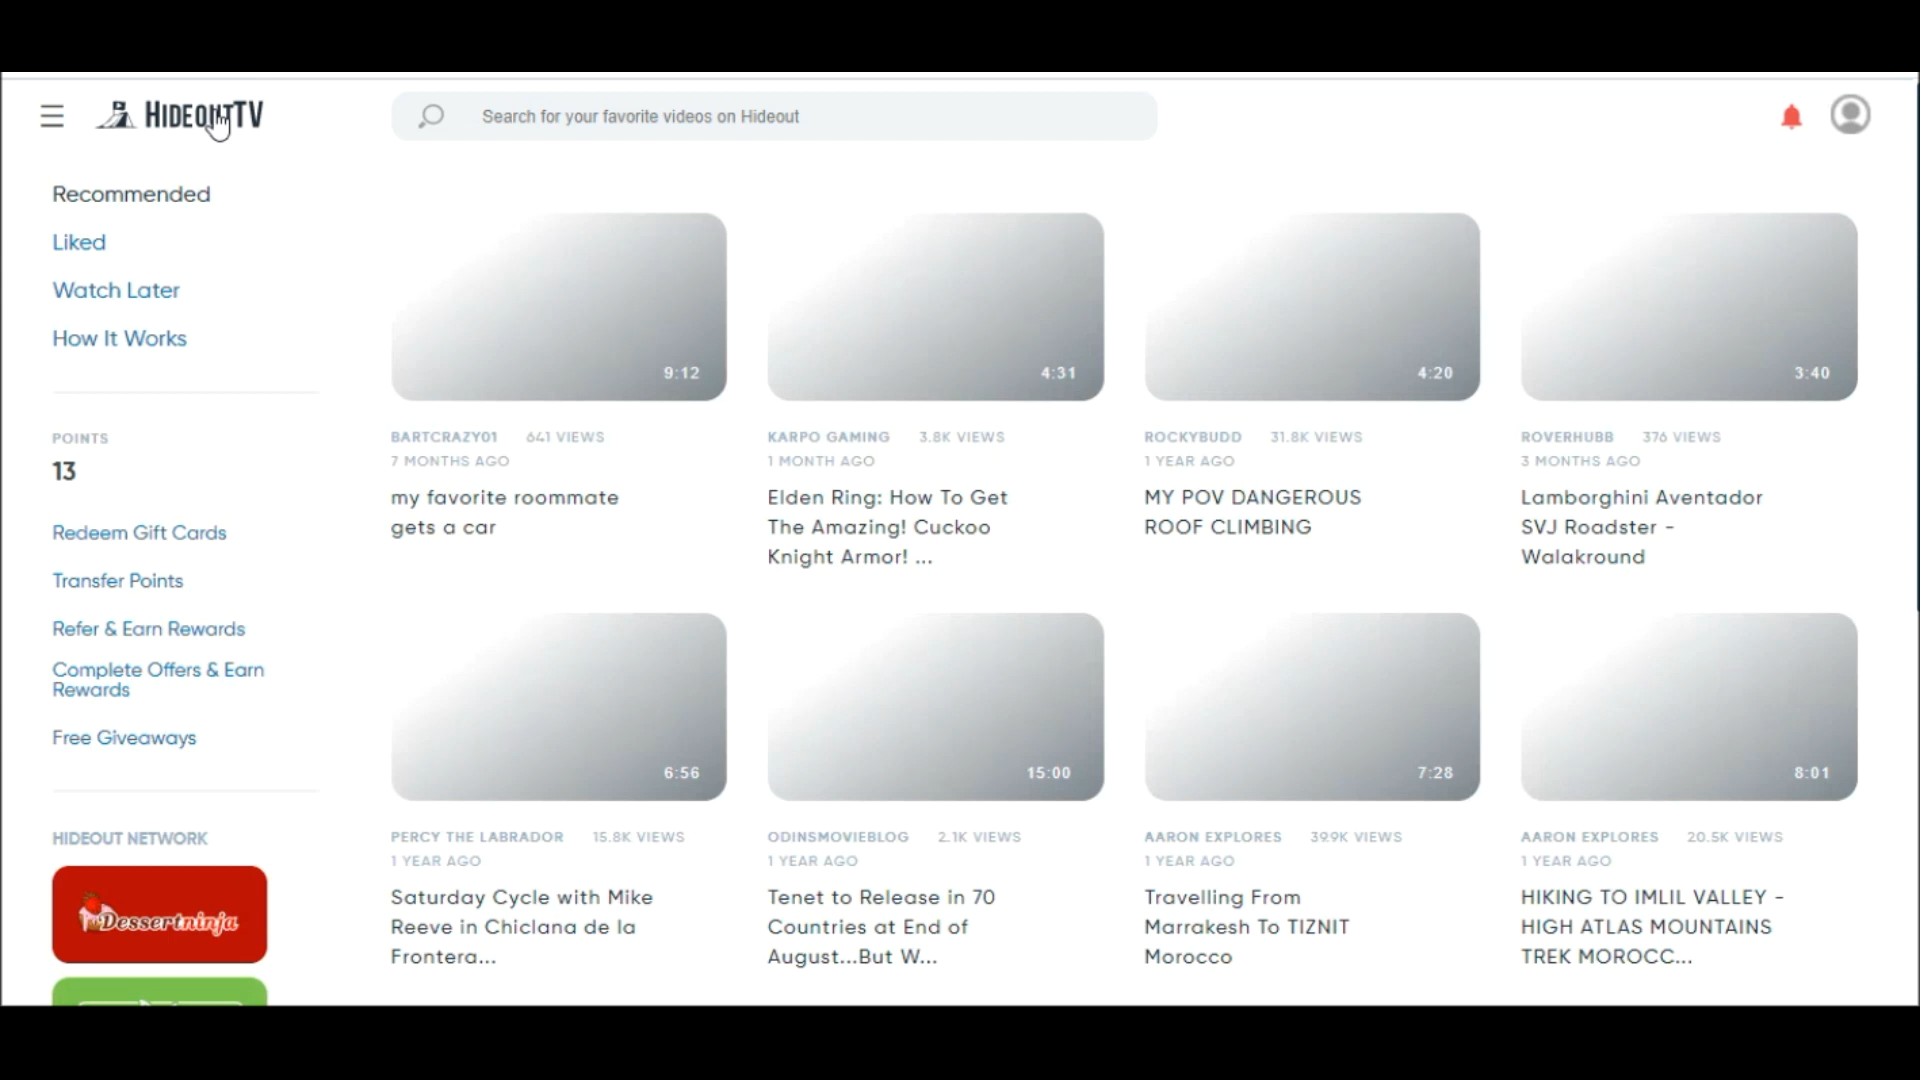 HIDEOUTTV
Search for your favorite videos on Hideout
Recommended
Liked
Watch Later
How It Works
POINTS
13
Redeem Gift Cards
Transfer Points
Refer & Earn Rewards
Complete Offers & Earn
Rewards
Free Giveaways
HIDEOUT NETWORK
Dessertninja
9:12
4:31
4:20
3:40
BARTCRAZY01 641 VIEWS
7 MONTHS AGO
my favorite roommate
gets a car
KARPO GAMING 3.8K VIEWS
1 MONTH AGO
Elden Ring: How To Get
The Amazing! Cuckoo
Knight Armor! ...
ROCKYBUDD 31.8K VIEWS
1 YEAR AGO
MY POV DANGEROUS
ROOF CLIMBING
ROVERHUBB 376 VIEWS
3 MONTHS AGO
Lamborghini Aventador
SVJ Roadster -
Walakround
6:56
15:00
7:28
8:01
PERCY THE LABRADOR 15.8K VIEWS
1 YEAR AGO
Saturday Cycle with Mike
Reeve in Chiclana de la
Frontera...
ODINSMOVIEBLOG 2.1K VIEWS
1 YEAR AGO
Tenet to Release in 70
Countries at End of
August...But W...
AARON EXPLORES 39.9K VIEWS
1 YEAR AGO
Travelling From
Marrakesh To TIZNIT
Morocco
AARON EXPLORES 20.5K VIEWS
1 YEAR AGO
HIKING TO IMLIL VALLEY -
HIGH ATLAS MOUNTAINS
TREK MOROCC...